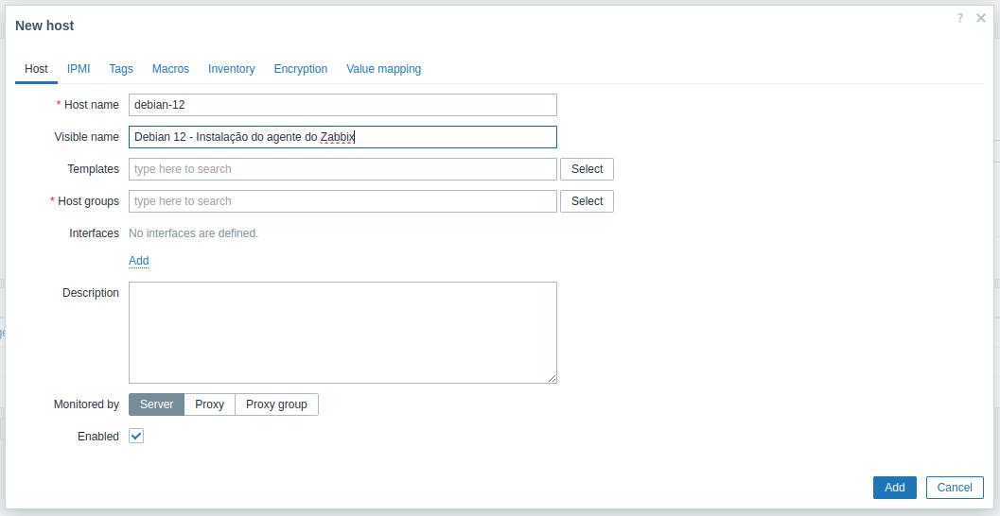 New host
?
Host IPMI Tags Macros Inventory Encryption Value mapping
* Host name debian-12
Visible name Debian 12 - Instalação do agente do Zabbix
Templates type here to search Select
* Host groups type here to search Select
Interfaces No interfaces are defined.
Add
Description
Monitored by Server Proxy Proxy group
Enabled
Add Cancel